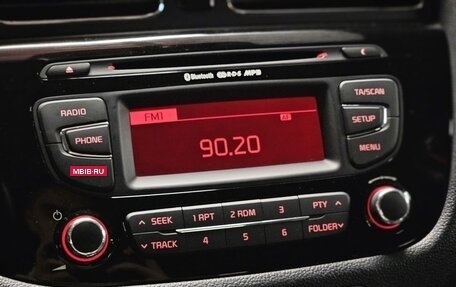 Bluetooth R·D·S MP3
RADIO
PHONE
MBIB-RU
FM1
AF
90.20
TA/SCAN
SETUP
MENU
SEEK
TRACK
1 RPT
2 RDM
3
4
5
6
PTY
FOLDER